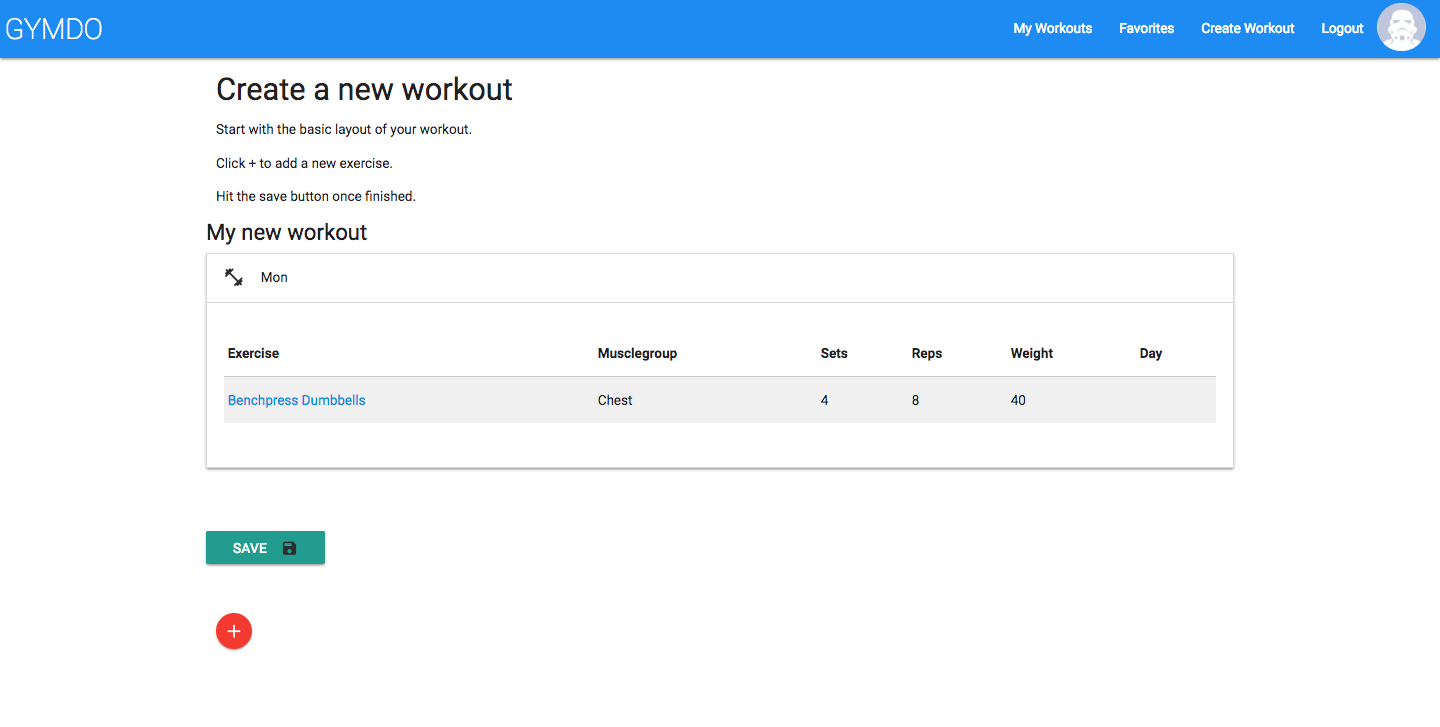 GYMDO
My Workouts Favorites Create Workout Logout
Create a new workout
Start with the basic layout of your workout.
Click + to add a new exercise.
Hit the save button once finished.
My new workout
Mon
Exercise Musclegroup Sets Reps Weight Day
Benchpress Dumbbells Chest 4 8 40
SAVE
+